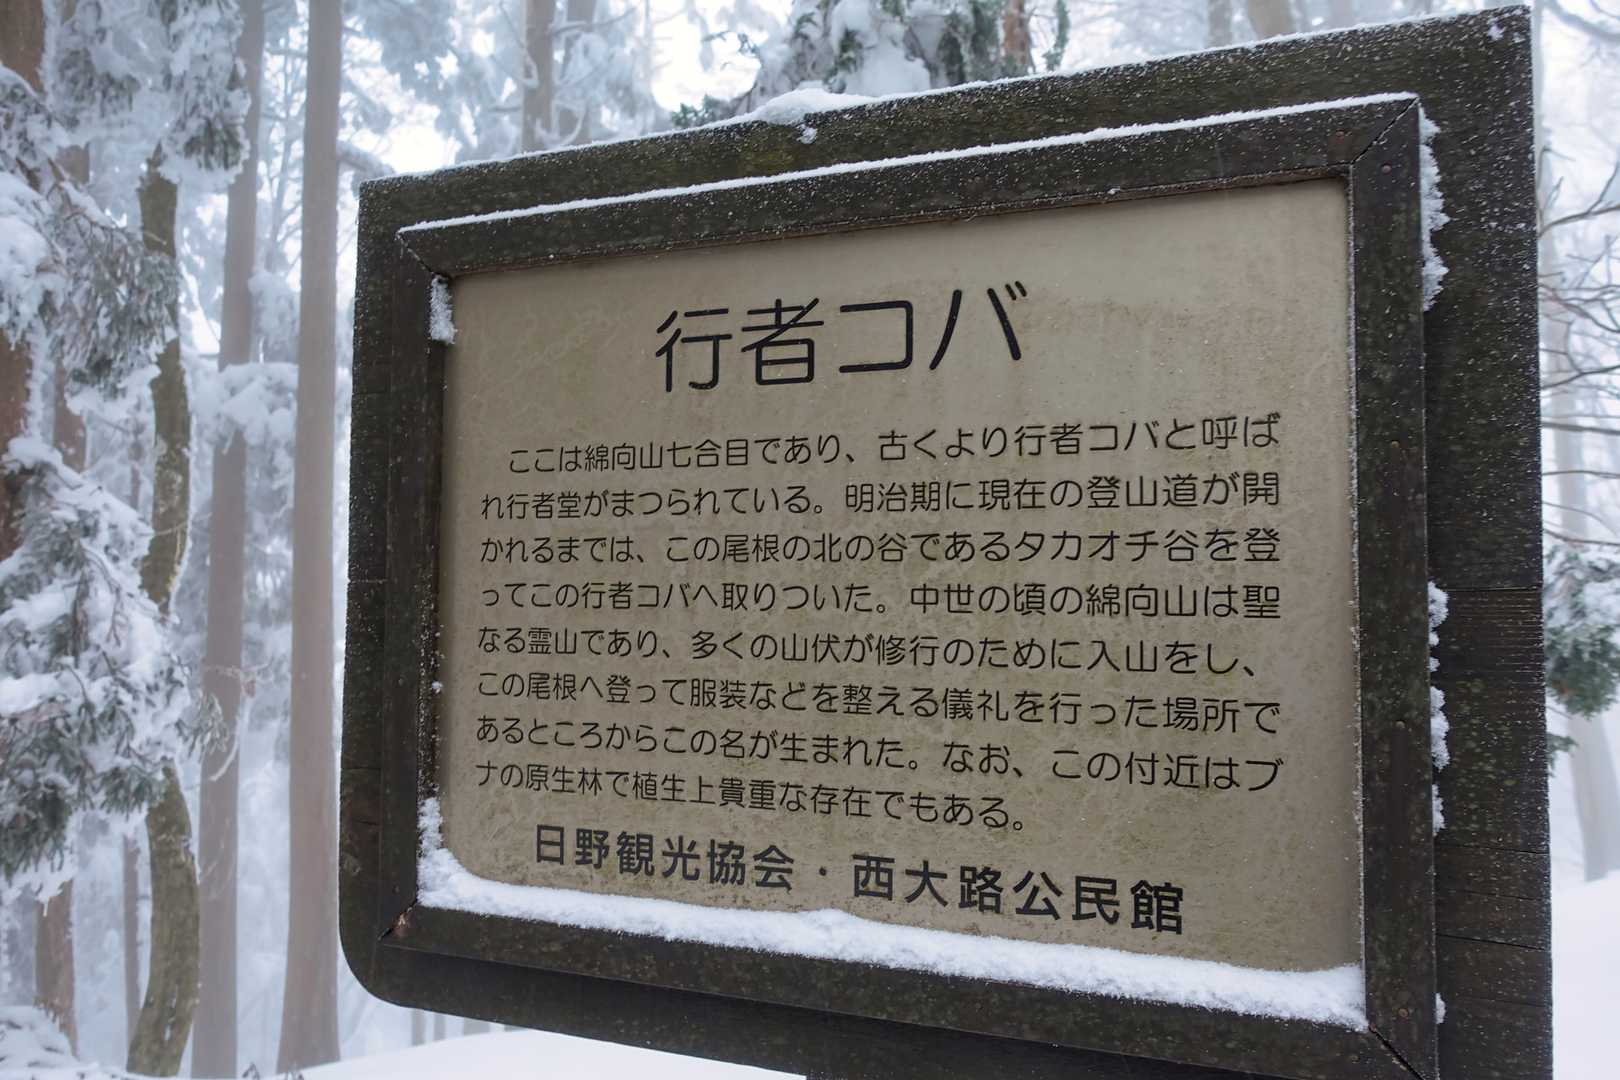 行者コバ
ここは綿向山七合目であり、古くより行者コバと呼ば
れ行者堂がまつられている。明治期に現在の登山道が開
かれるまでは、この尾根の北の谷であるタカオチ谷を登
ってこの行者コバへ取りついた。中世の頃の綿向山は聖
なる霊山であり、多くの山伏が修行のために入山をし、
この尾根へ登って服装などを整える儀礼を行った場所で
あるところからこの名が生まれた。なお、この付近はブ
ナの原生林で植生上貴重な存在でもある。
日野観光協会・西大路公民館